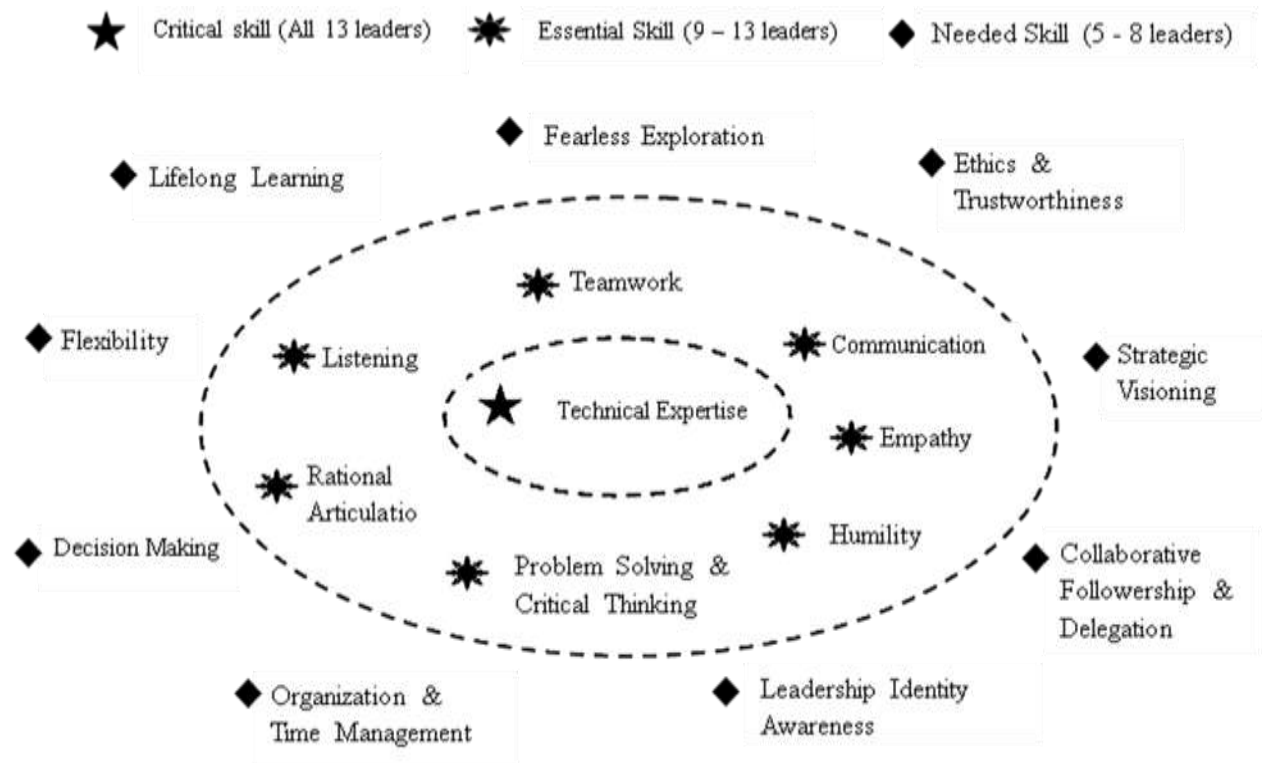 Critical skill (All 13 leaders)
Essential Skill (9 – 13 leaders)
Needed Skill (5 - 8 leaders)
Fearless Exploration
Lifelong Learning
Ethics &
Trustworthiness
Teamwork
Flexibility
Listening
Communication
Strategic
Visioning
Technical Expertise
Empathy
Rational
Articulatio
Humility
Decision Making
Problem Solving &
Critical Thinking
Collaborative
Followership &
Delegation
Organization &
Time Management
Leadership Identity
Awareness